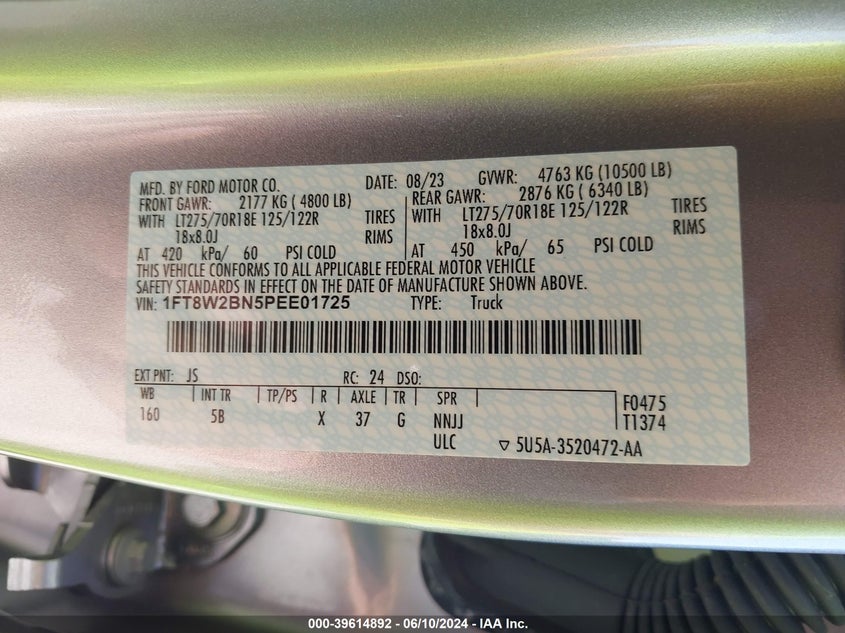 MFD. BY FORD MOTOR CO. DATE: 08/23 GVWR: 4763 KG (10500 LB)
FRONT GAWR: 2177 KG ( 4800 LB) REAR GAWR: 2876 KG ( 6340 LB)
WITH LT275/70R18E 125/122R TIRES WITH LT275/70R18E 125/122R TIRES
18x8.0J RIMS 18x8.0J RIMS
AT 420 kPa/ 60 PSI COLD AT 450 kPa/ 65 PSI COLD
THIS VEHICLE CONFORMS TO ALL APPLICABLE FEDERAL MOTOR VEHICLE
SAFETY STANDARDS IN EFFECT ON THE DATE OF MANUFACTURE SHOWN ABOVE.
VIN: 1FT8W2BN5PEE01725 TYPE: Truck
EXT PNT: JS RC: 24 DSO:
WB INT TR TP/PS R AXLE TR SPR F0475
160 5B X 37 G NNJJ T1374
ULC ▽ 5U5A-3520472-AA
000-39614892 - 06/10/2024 - IAA Inc.